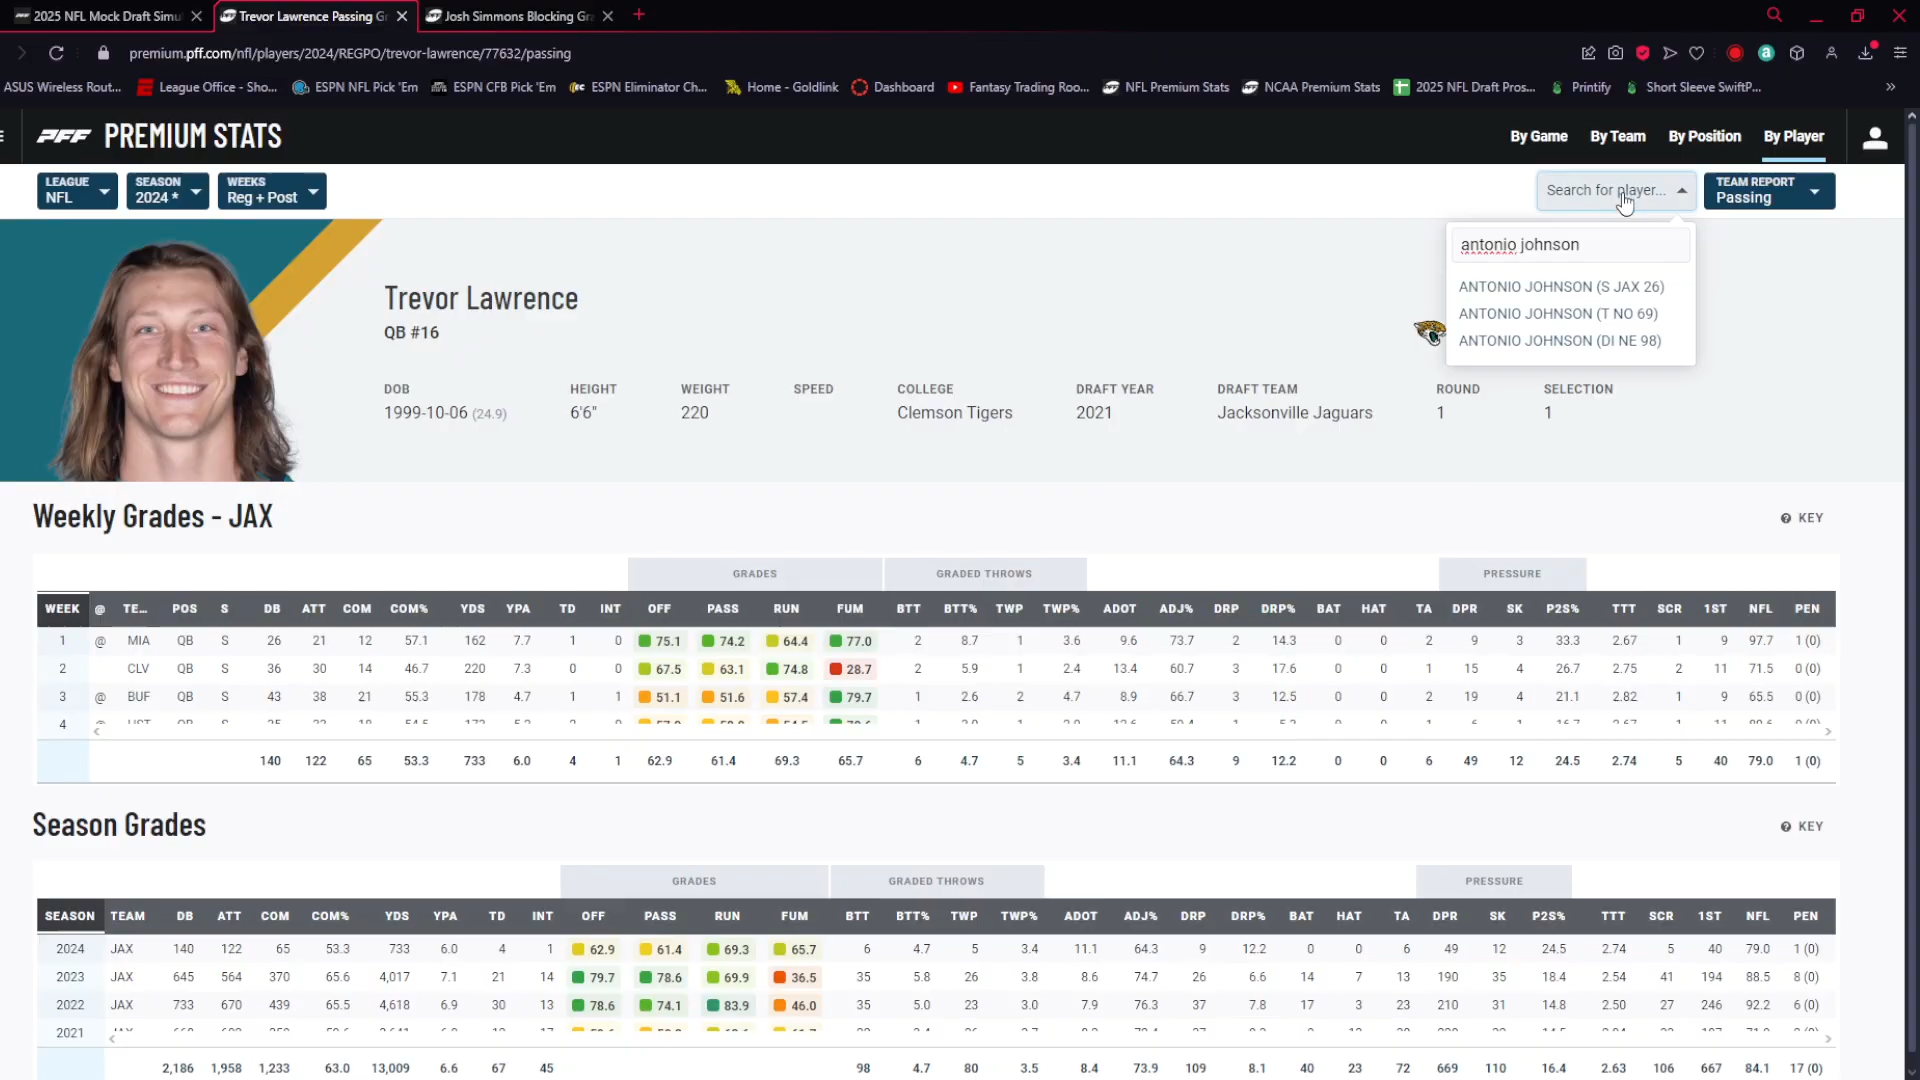 2025 NFL Mock Draft Simu
Trevor Lawrence Passing Gr
Josh Simmons Blocking Gr
premium.pff.com/nfl/players/2024/REGPO/trevor-lawrence/77632/passing
ASUS Wireless Rout...
League Office - Sho...
ESPN NFL Pick 'Em
ESPN CFB Pick 'Em
ESPN Eliminator Ch...
Home - Goldlink
Dashboard
Fantasy Trading Roo...
NFL Premium Stats
NCAA Premium Stats
2025 NFL Draft Pros...
Printify
Short Sleeve SwiftP...
PFF PREMIUM STATS
By Game By Team By Position By Player
LEAGUE
NFL
SEASON
2024 *
WEEKS
Reg + Post
Search for player...
TEAM REPORT
Passing
antonio johnson
ANTONIO JOHNSON (S JAX 26)
ANTONIO JOHNSON (T NO 69)
ANTONIO JOHNSON (DI NE 98)
Trevor Lawrence
QB #16
DOB HEIGHT WEIGHT SPEED COLLEGE DRAFT YEAR DRAFT TEAM ROUND SELECTION
1999-10-06 (24.9) 6'6" 220 Clemson Tigers 2021 Jacksonville Jaguars 1 1
Weekly Grades - JAX
KEY
GRADES GRADED THROWS PRESSURE
WEEK @ TE... POS S DB ATT COM COM% YDS YPA TD INT OFF PASS RUN FUM BTT BTT% TWP TWP% ADOT ADJ% DRP DRP% BAT HAT TA DPR SK P2S% TTT SCR 1ST NFL PEN
1 @ MIA QB S 26 21 12 57.1 162 7.7 1 0 75.1 74.2 64.4 77.0 2 8.7 1 3.6 9.6 73.7 2 14.3 0 0 2 9 3 33.3 2.67 1 9 97.7 1 (0)
2 CLV QB S 36 30 14 46.7 220 7.3 0 0 67.5 63.1 74.8 28.7 2 5.9 1 2.4 13.4 60.7 3 17.6 0 0 1 15 4 26.7 2.75 2 11 71.5 0 (0)
3 @ BUF QB S 43 38 21 55.3 178 4.7 1 1 51.1 51.6 57.4 79.7 1 2.6 2 4.7 8.9 66.7 3 12.5 0 0 2 19 4 21.1 2.82 1 9 65.5 0 (0)
4
140 122 65 53.3 733 6.0 4 1 62.9 61.4 69.3 65.7 6 4.7 5 3.4 11.1 64.3 9 12.2 0 0 6 49 12 24.5 2.74 5 40 79.0 1 (0)
Season Grades
KEY
GRADES GRADED THROWS PRESSURE
SEASON TEAM DB ATT COM COM% YDS YPA TD INT OFF PASS RUN FUM BTT BTT% TWP TWP% ADOT ADJ% DRP DRP% BAT HAT TA DPR SK P2S% TTT SCR 1ST NFL PEN
2024 JAX 140 122 65 53.3 733 6.0 4 1 62.9 61.4 69.3 65.7 6 4.7 5 3.4 11.1 64.3 9 12.2 0 0 6 49 12 24.5 2.74 5 40 79.0 1 (0)
2023 JAX 645 564 370 65.6 4,017 7.1 21 14 79.7 78.6 69.9 36.5 35 5.8 26 3.8 8.6 74.7 26 6.6 14 7 13 190 35 18.4 2.54 41 194 88.5 8 (0)
2022 JAX 733 670 439 65.5 4,618 6.9 30 13 78.6 74.1 83.9 46.0 35 5.0 23 3.0 7.9 76.3 37 7.8 17 3 23 210 31 14.8 2.50 27 246 92.2 6 (0)
2021
2,186 1,958 1,233 63.0 13,009 6.6 67 45 98 4.7 80 3.5 8.4 73.9 109 8.1 40 23 72 669 110 16.4 2.63 106 667 84.1 17 (0)